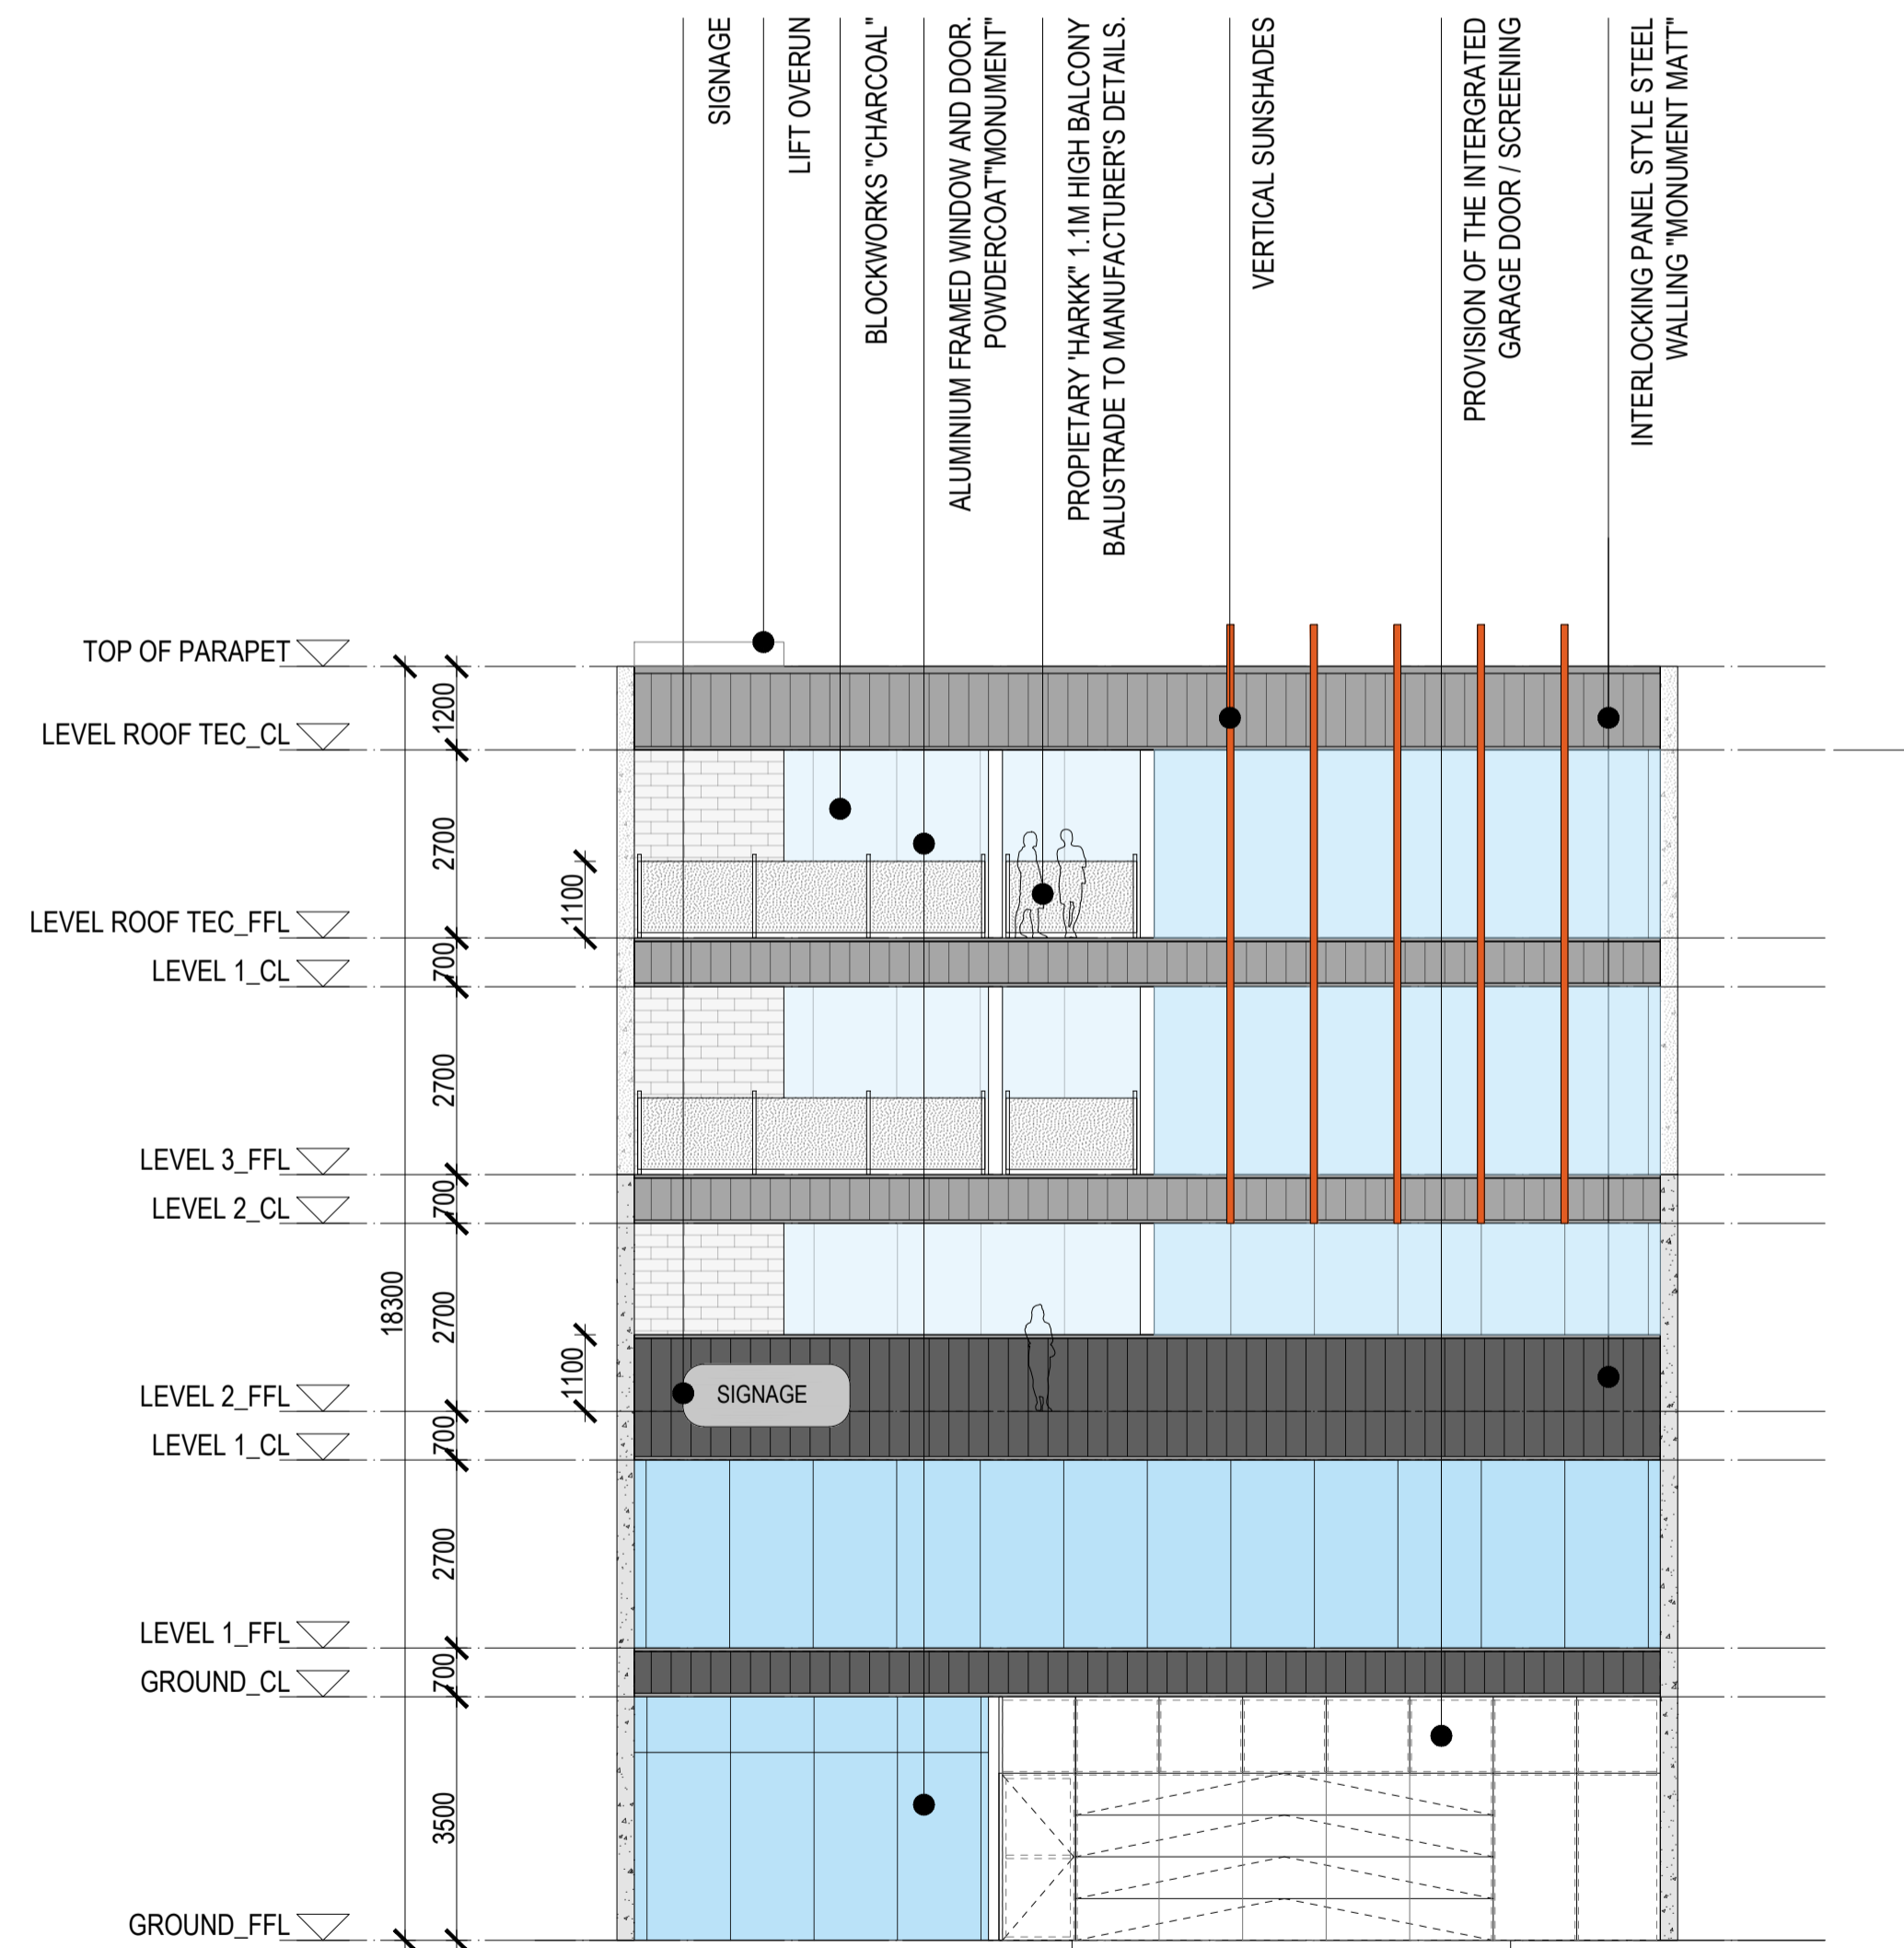 SIGNAGE
LIFT OVERUN
BLOCKWORKS "CHARCOAL"
ALUMINIUM FRAMED WINDOW AND DOOR.
POWDERCOAT"MONUMENT"
PROPIETARY "HARKK" 1.1M HIGH BALCONY
BALUSTRADE TO MANUFACTURER'S DETAILS.
VERTICAL SUNSHADES
PROVISION OF THE INTERGRATED
GARAGE DOOR / SCREENING
INTERLOCKING PANEL STYLE STEEL
WALLING "MONUMENT MATT"
TOP OF PARAPET
1200
LEVEL ROOF TEC_CL
2700
1100
LEVEL ROOF TEC_FFL
700
LEVEL 1_CL
2700
LEVEL 3_FFL
700
LEVEL 2_CL
18300
2700
1100
LEVEL 2_FFL
SIGNAGE
700
LEVEL 1_CL
2700
LEVEL 1_FFL
700
GROUND_CL
3500
GROUND_FFL